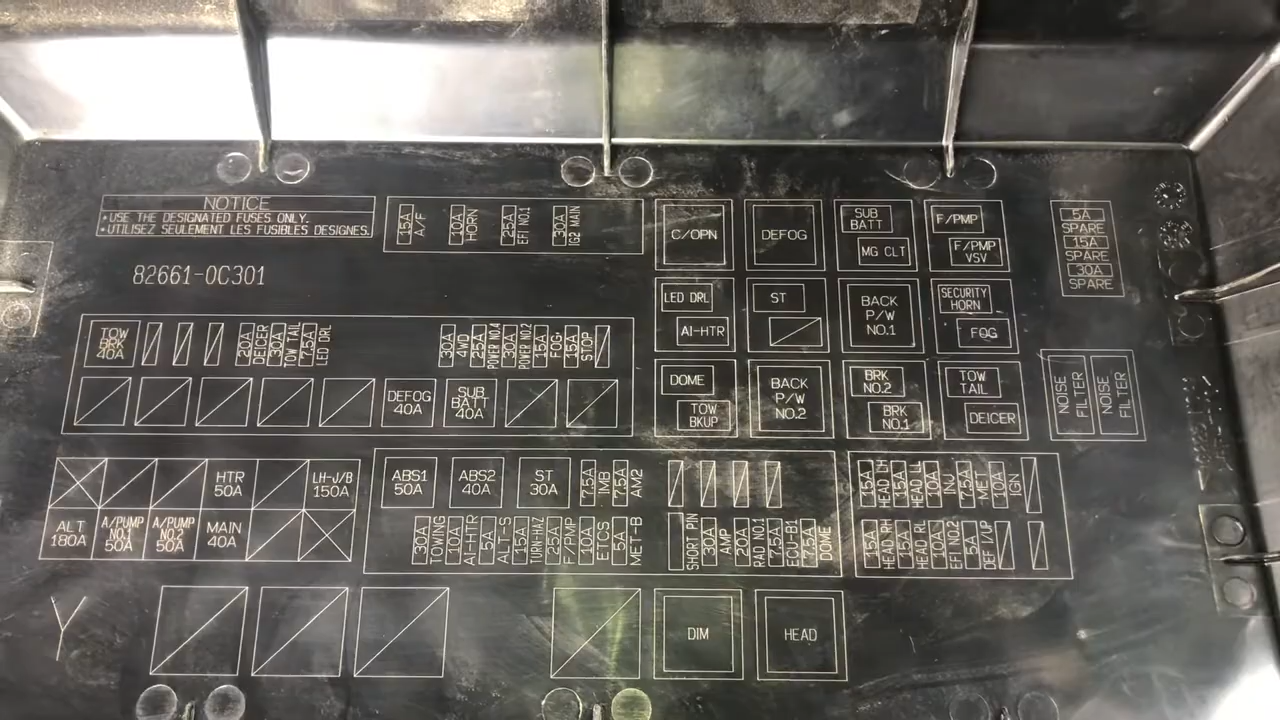 NOTICE
•USE THE DESIGNATED FUSES ONLY.
•UTILISEZ SEULEMENT LES FUSIBLES DESIGNES.
82661-0C301
15A A/F
10A HORN
25A EFI NO.1
30A IG2 MAIN
C/OPN
DEFOG
SUB BATT
MG CLT
F/PMP
F/PMP VSV
5A
SPARE
15A
SPARE
30A
SPARE
LED DRL
AI-HTR
ST
BACK P/W NO.1
SECURITY HORN
FOG
TOW BRK 40A
20A DEICER
30A TOW TAIL
7.5A LED DRL
30A 4WD
25A POWER NO.4
30A POWER NO.2
15A FOG
15A STOP
DEFOG 40A
SUB BATT 40A
DOME
TOW BKUP
BACK P/W NO.2
BRK NO.2
BRK NO.1
TOW TAIL
DEICER
NOISE FILTER
NOISE FILTER
HTR 50A
LH-J/B 150A
ALT 180A
A/PUMP NO.1 50A
A/PUMP NO.2 50A
MAIN 40A
ABS1 50A
ABS2 40A
ST 30A
7.5A IMB
7.5A AM2
30A TOWING
10A AI-HTR
5A ALT-S
15A TURN-HAZ
25A F/PMP
10A ETCS
5A MET-B
SHORT PIN
30A AMP
20A RAD NO.1
7.5A ECU-B1
7.5A DOME
15A HEAD LH
15A HEAD LL
10A INJ
7.5A MET
10A IGN
15A HEAD RH
15A HEAD RL
10A EFI NO.2
5A DEF I/UP
Y
DIM
HEAD